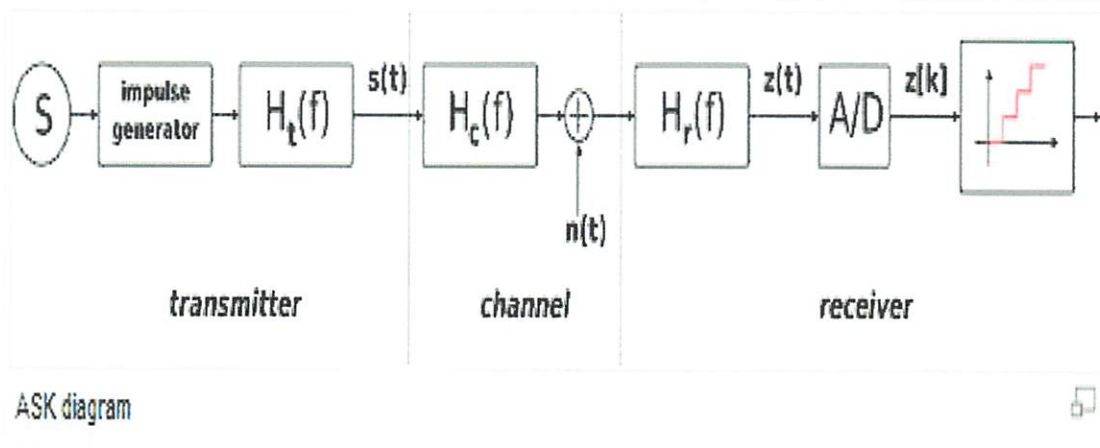 S
impulse
generator
Ht(f)
s(t)
Hc(f)
+
n(t)
Hr(f)
z(t)
A/D
z[k]
transmitter
channel
receiver
ASK diagram